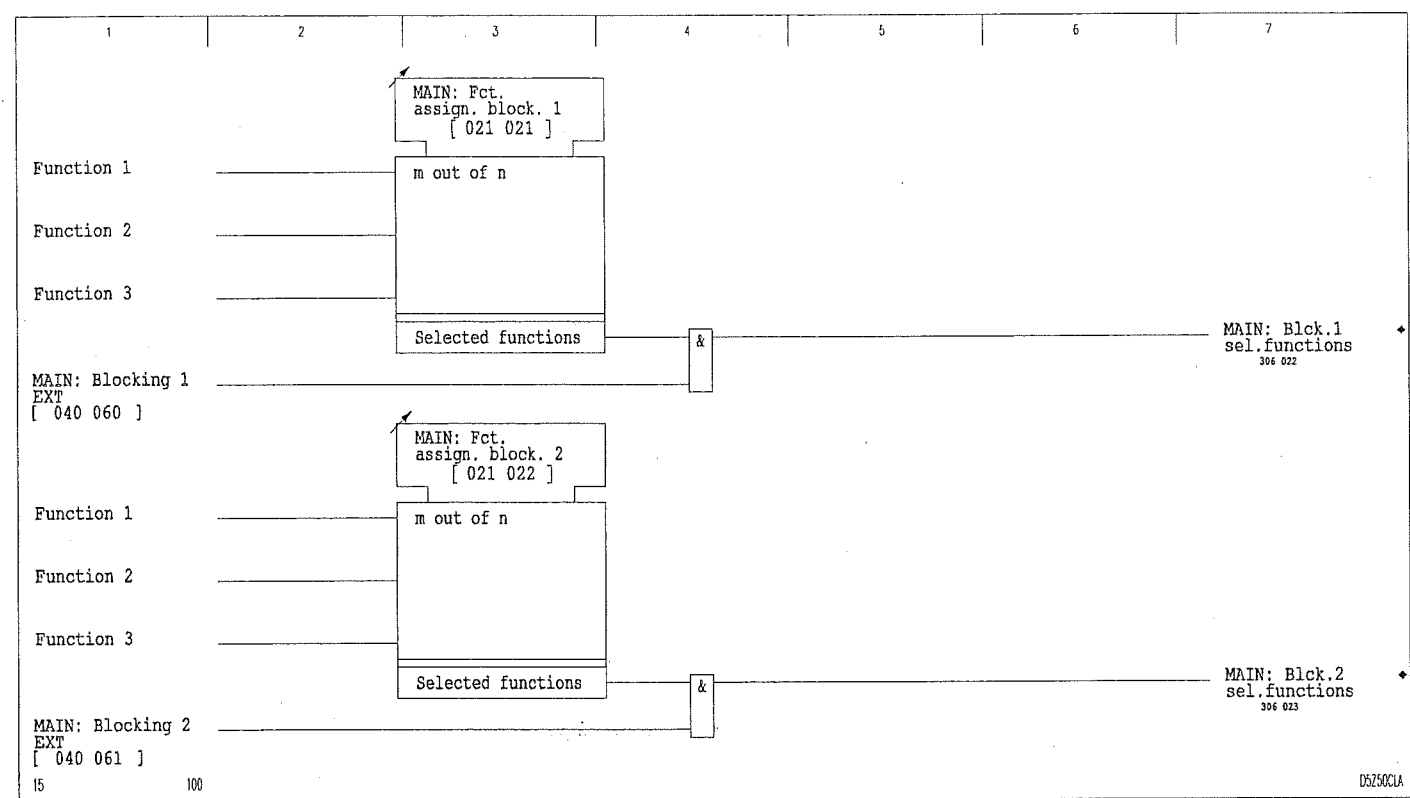 1 2 3 4 5 6 7
MAIN: Fct.
assign. block. 1
[ 021 021 ]
Function 1
m out of n
Function 2
Function 3
Selected functions
&
MAIN: Blck.1
sel.functions
306 022
MAIN: Blocking 1
EXT
[ 040 060 ]
MAIN: Fct.
assign. block. 2
[ 021 022 ]
Function 1
m out of n
Function 2
Function 3
Selected functions
&
MAIN: Blck.2
sel.functions
306 023
MAIN: Blocking 2
EXT
[ 040 061 ]
15 100
D5Z50CLA